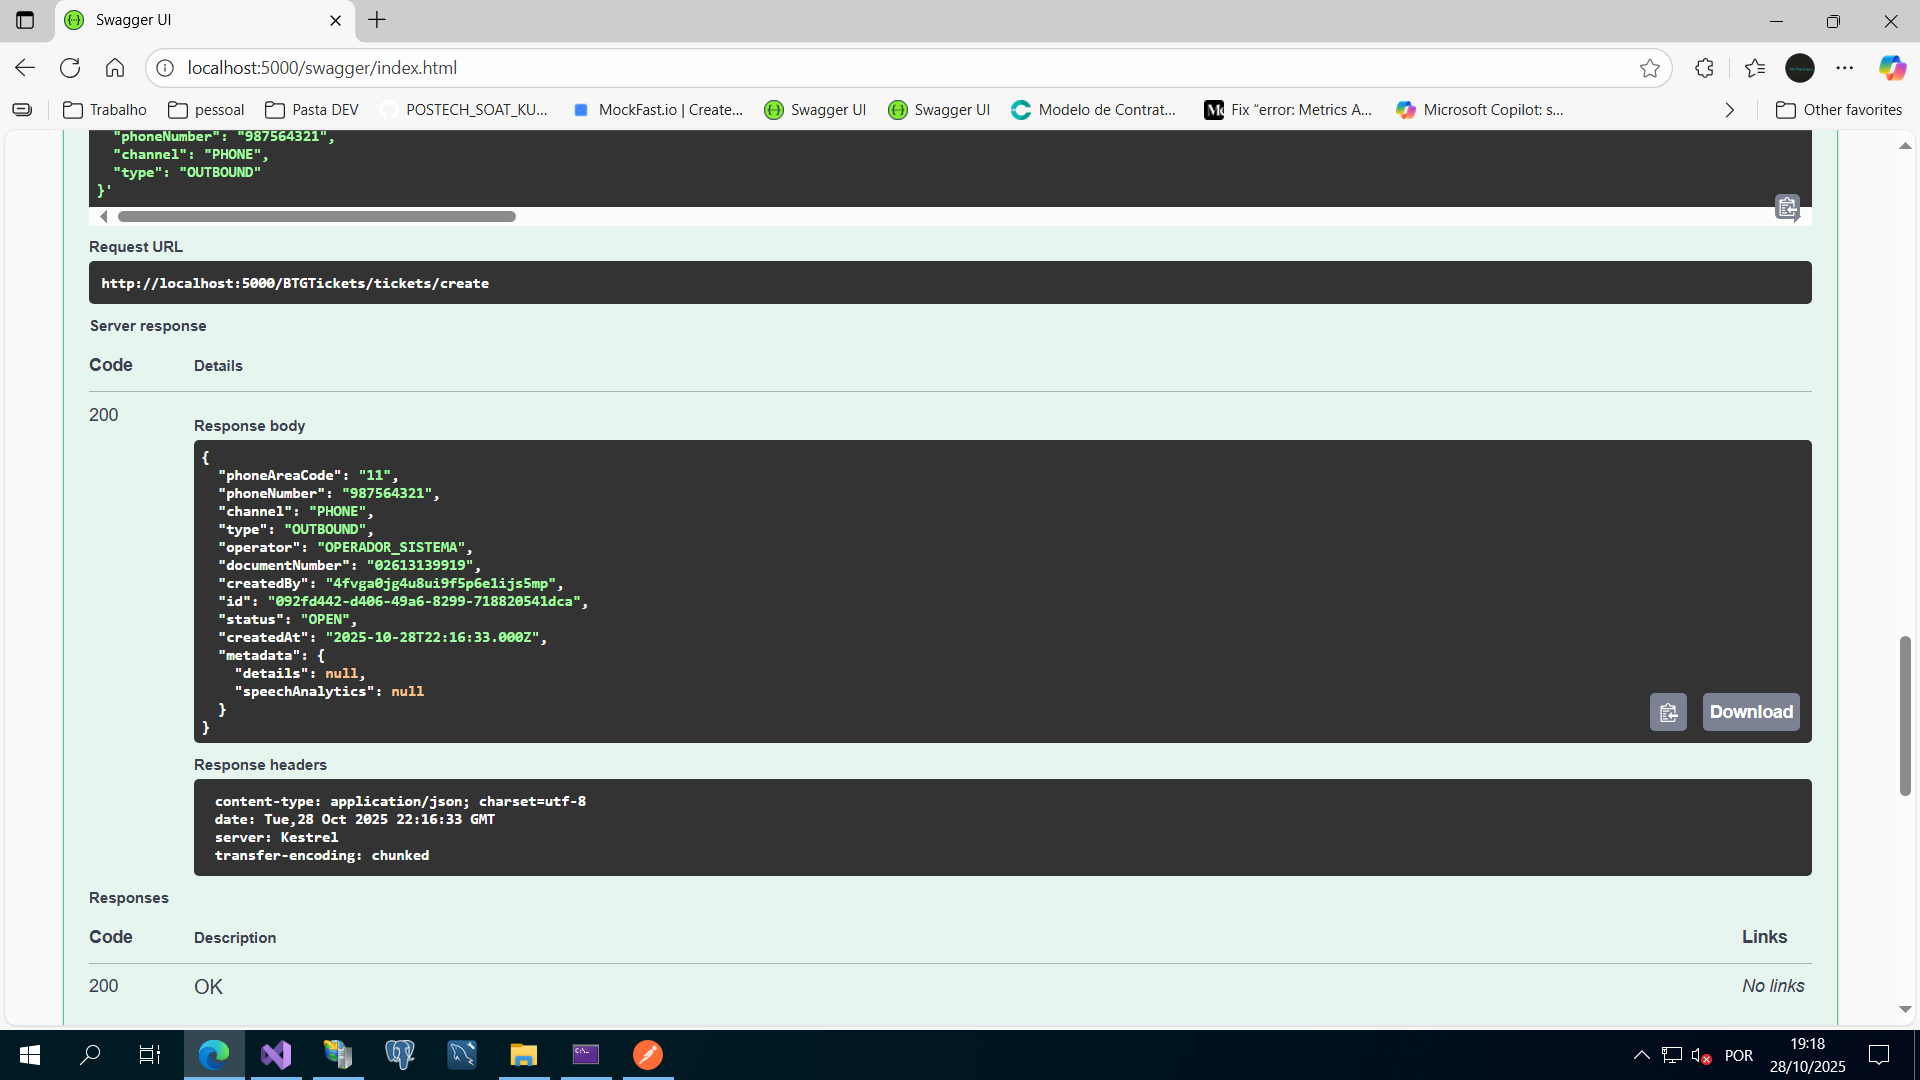 Swagger UI
localhost:5000/swagger/index.html
Trabalho
pessoal
Pasta DEV
POSTECH_SOAT_KU...
MockFast.io | Create...
Swagger UI
Swagger UI
Modelo de Contrat...
Fix "error: Metrics A...
Microsoft Copilot: s...
Other favorites
"phoneNumber": "987564321",
"channel": "PHONE",
"type": "OUTBOUND"
}'
Request URL
http://localhost:5000/BTGTickets/tickets/create
Server response
Code
Details
200
Response body
{
"phoneAreaCode": "11",
"phoneNumber": "987564321",
"channel": "PHONE",
"type": "OUTBOUND",
"operator": "OPERADOR_SISTEMA",
"documentNumber": "02613139919",
"createdBy": "4fvga0jg4u8ui9f5p6e1ijs5mp",
"id": "092fd442-d406-49a6-8299-718820541dca",
"status": "OPEN",
"createdAt": "2025-10-28T22:16:33.000Z",
"metadata": {
"details": null,
"speechAnalytics": null
}
}
Download
Response headers
content-type: application/json; charset=utf-8
date: Tue,28 Oct 2025 22:16:33 GMT
server: Kestrel
transfer-encoding: chunked
Responses
Code
Description
Links
200
OK
No links
POR
19:18
28/10/2025